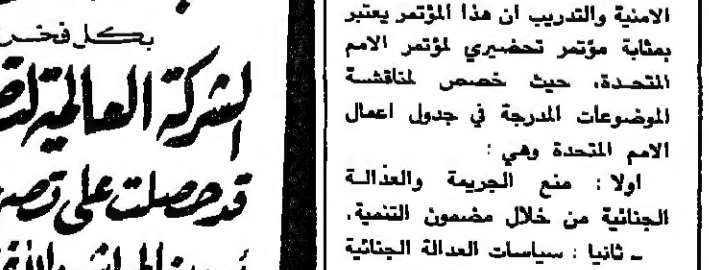 الامنية والتدريب ان هذا المؤتمر يعتبر
بمثابة مؤتمر تحضيري لمؤتمر الامم
المتحدة، حيث خصص لمناقشة
الموضوعات المدرجة في جدول اعمال
الامم المتحدة وهي :
اولا : منع الجريمة والعدالة
الجنائية من خلال مضمون التنمية.
ـ ثانيا : سياسات العدالة الجنائية
بكل فخر
الشركة العالمية
قد حصلت على